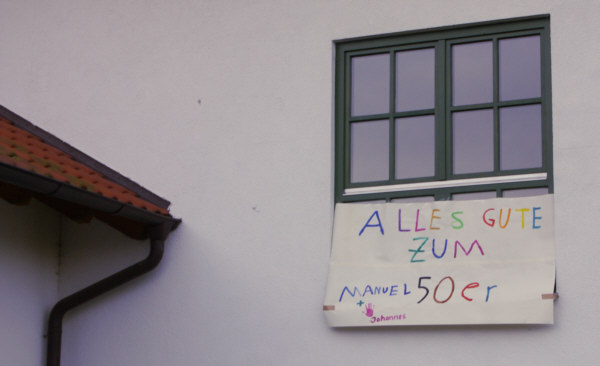 ALLES GUTE
ZUM
MANUEL 50er
+ Johannes